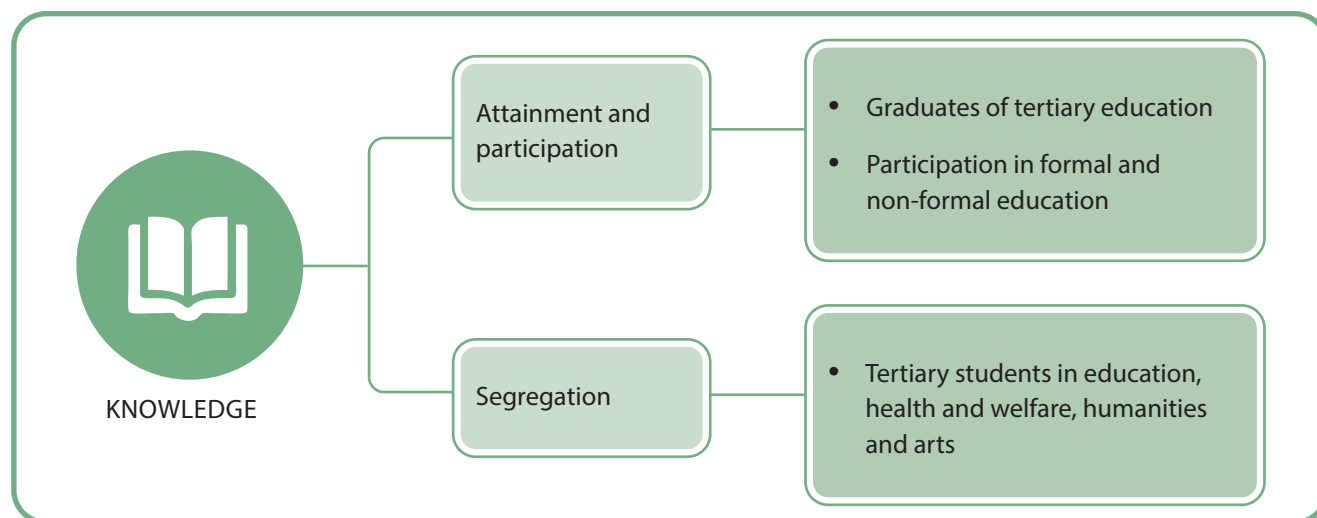 KNOWLEDGE
Attainment and
participation
• Graduates of tertiary education
• Participation in formal and
non-formal education
Segregation
• Tertiary students in education,
health and welfare, humanities
and arts